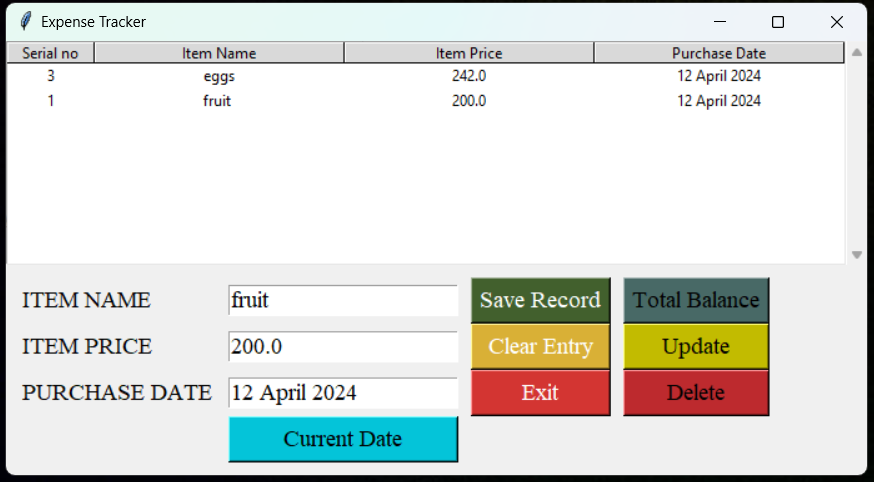 Expense Tracker
Serial no Item Name Item Price Purchase Date
3 eggs 242.0 12 April 2024
1 fruit 200.0 12 April 2024
ITEM NAME fruit Save Record Total Balance
ITEM PRICE 200.0 Clear Entry Update
PURCHASE DATE 12 April 2024 Exit Delete
Current Date